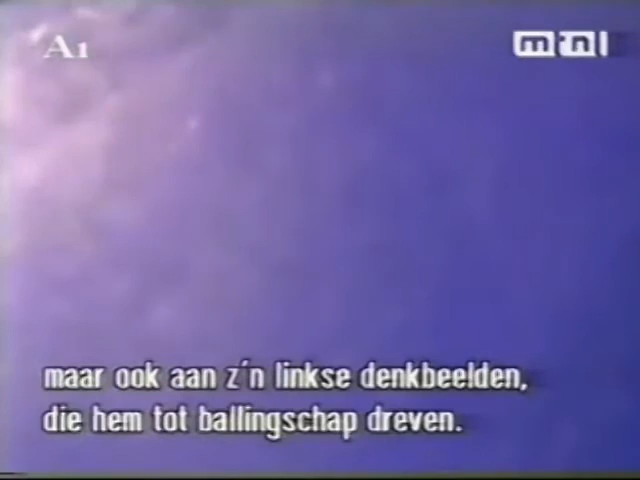 A1
mtnl
maar ook aan z'n linkse denkbeelden,
die hem tot ballingschap dreven.